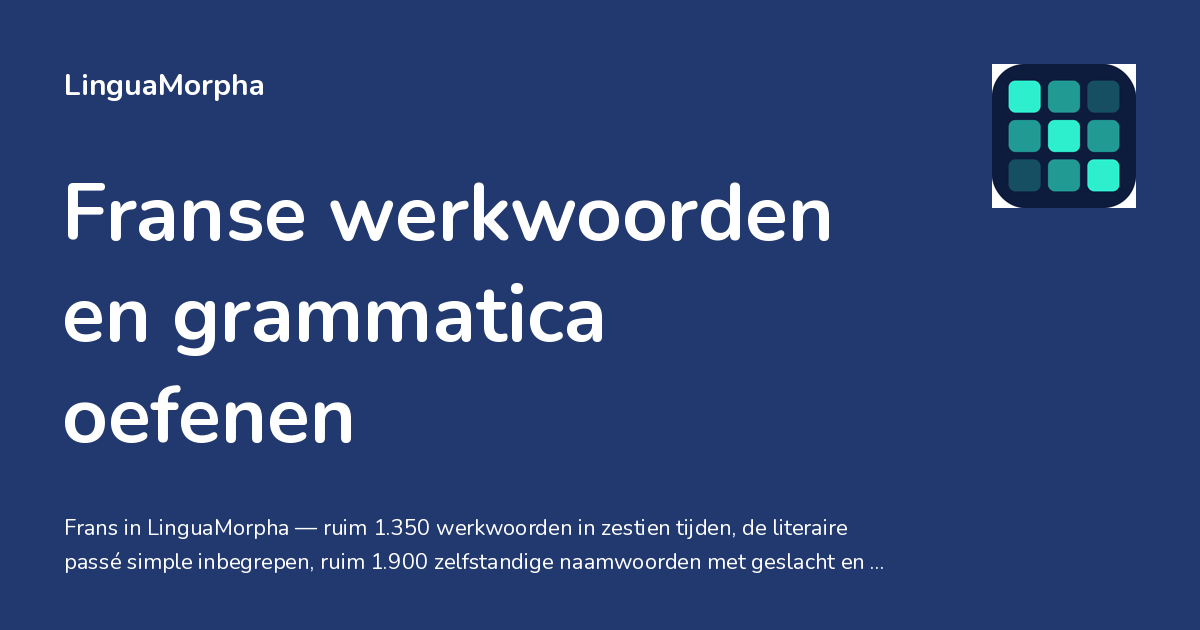 LinguaMorpha
Franse werkwoorden
en grammatica
oefenen
Frans in LinguaMorpha — ruim 1.350 werkwoorden in zestien tijden, de literaire
passé simple inbegrepen, ruim 1.900 zelfstandige naamwoorden met geslacht en ...